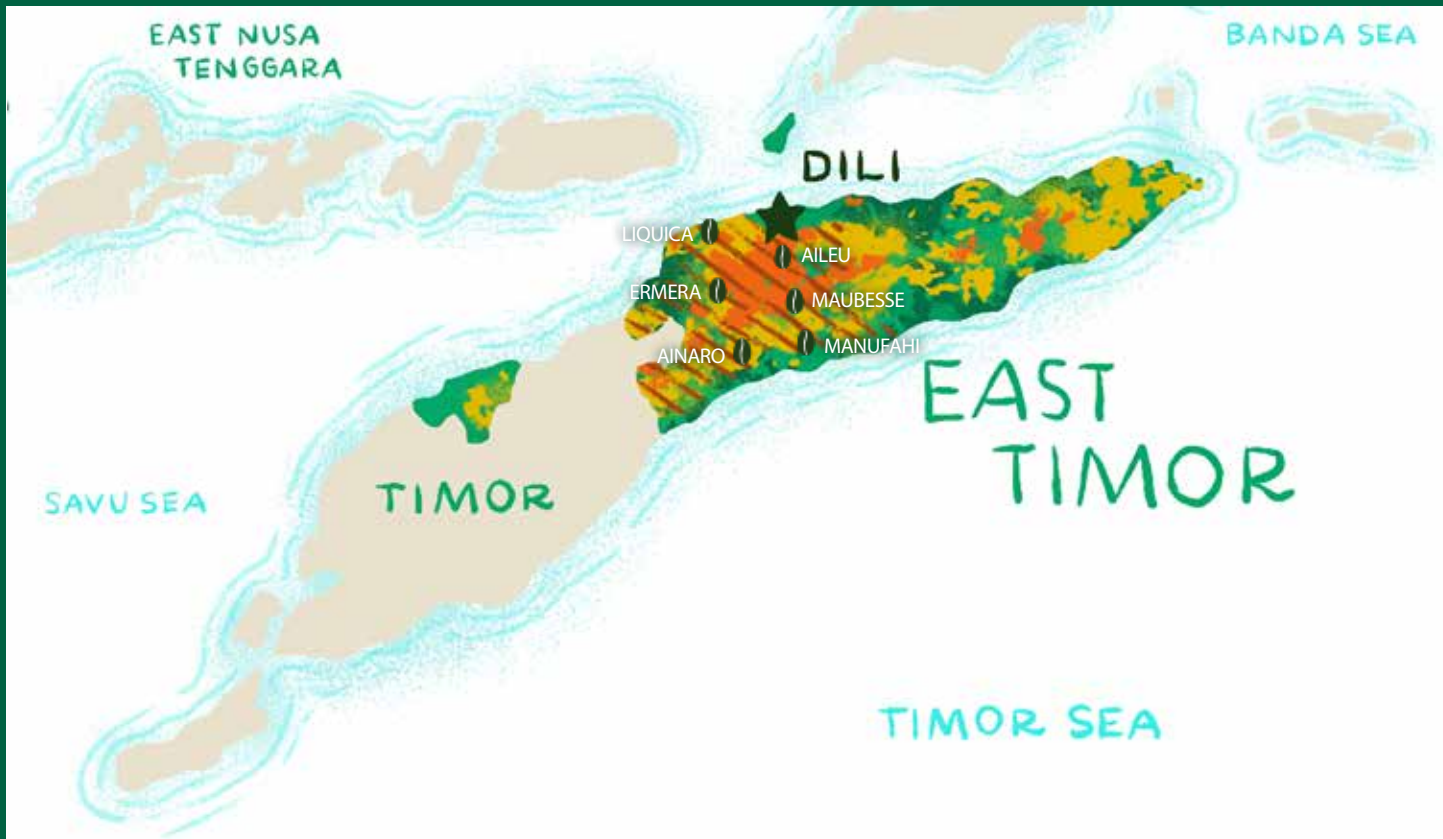 EAST NUSA
TENGGARA
BANDA SEA
DILI
LIQUICA
AILEU
ERMERA
MAUBESSE
AINARO
MANUFAHI
EAST
TIMOR
SAVU SEA
TIMOR
TIMOR SEA